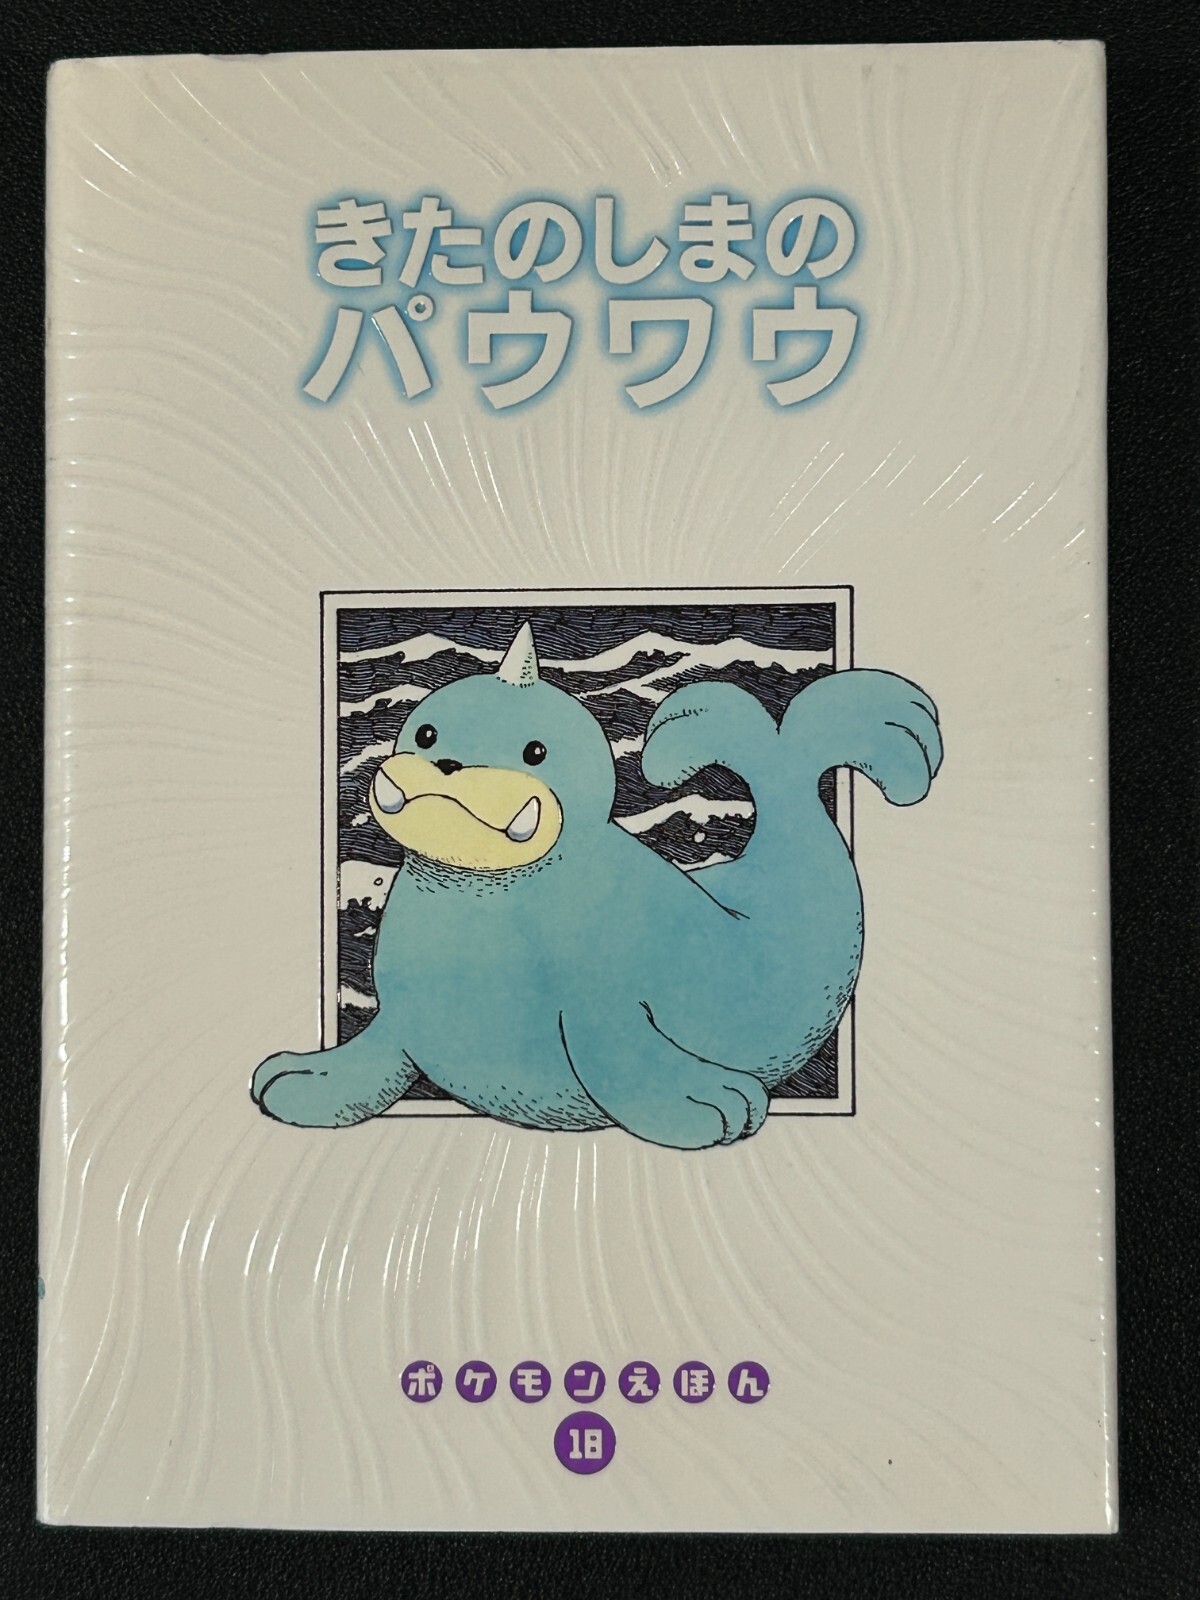 きたのしまの
パウワウ
ポケモンえほん
18